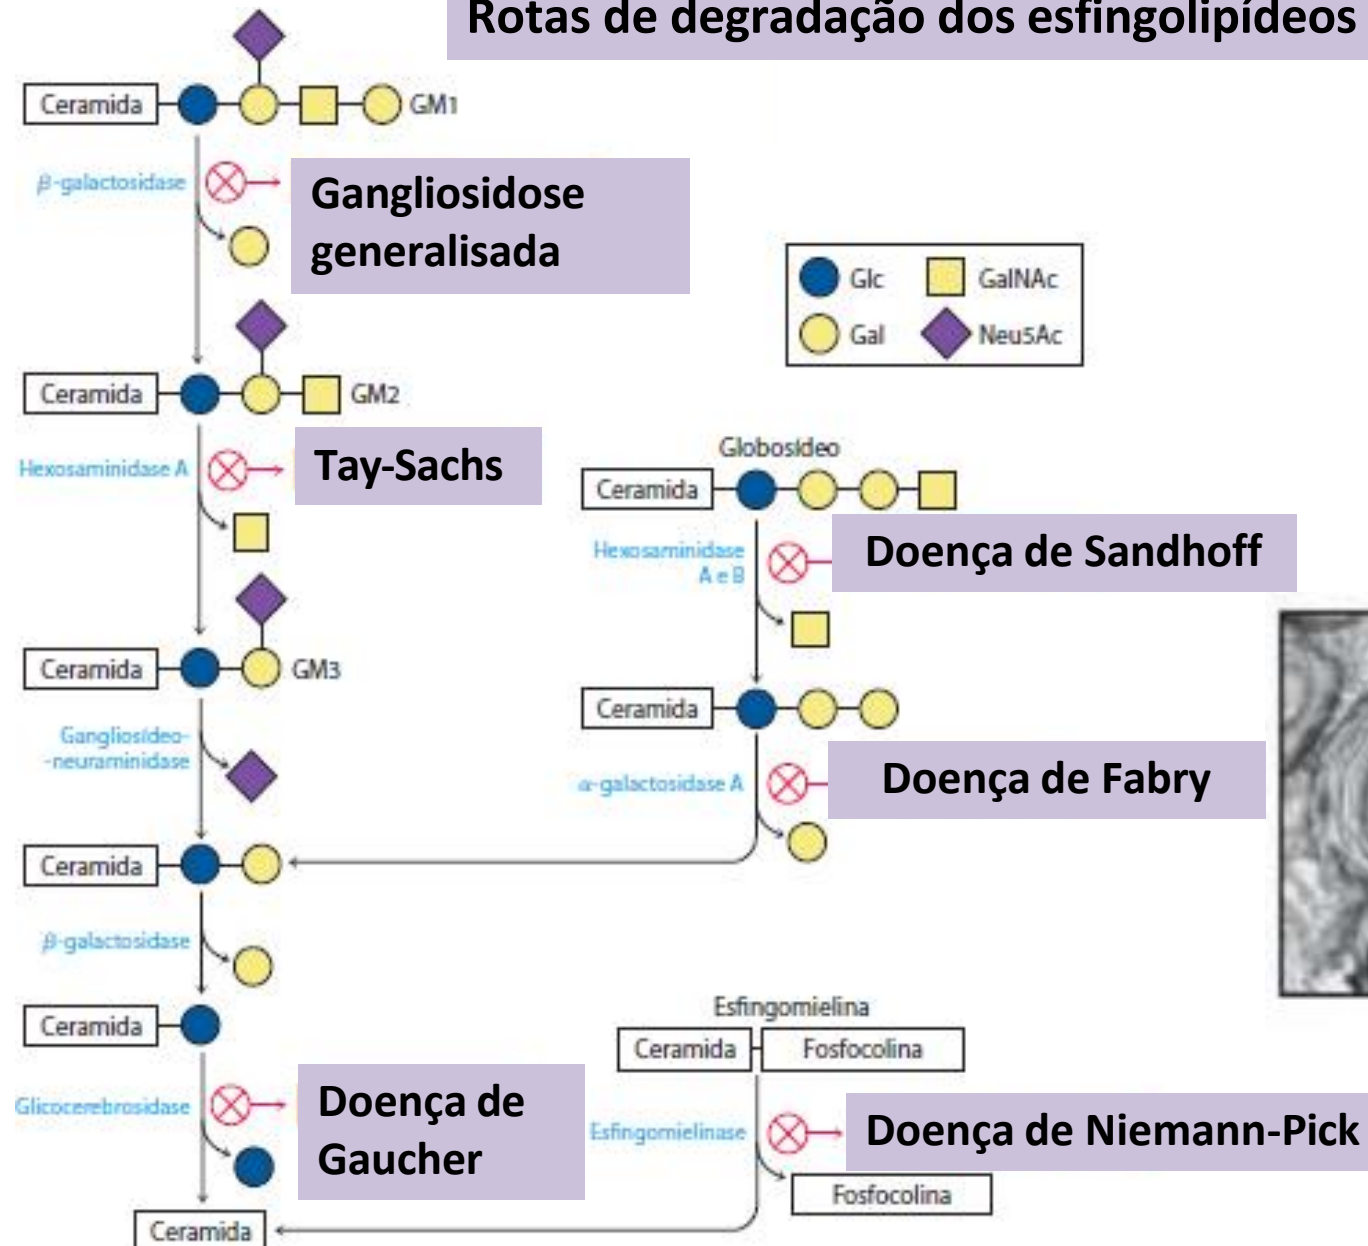 Rotas de degradação dos esfingolipídeos
Ceramida
GM1
β-galactosidase
Gangliosidose
generalisada
Glc
GalNAc
Gal
Neu5Ac
Ceramida
GM2
Hexosaminidase A
Tay-Sachs
Globosídeo
Ceramida
Hexosaminidase
A e B
Doença de Sandhoff
Ceramida
GM3
Gangliosídeo-
-neuraminidase
Ceramida
α-galactosidase A
Doença de Fabry
Ceramida
β-galactosidase
Ceramida
Esfingomielina
Ceramida
Fosfocolina
Glicocerebrosidase
Doença de
Gaucher
Esfingomielinase
Doença de Niemann-Pick
Fosfocolina
Ceramida